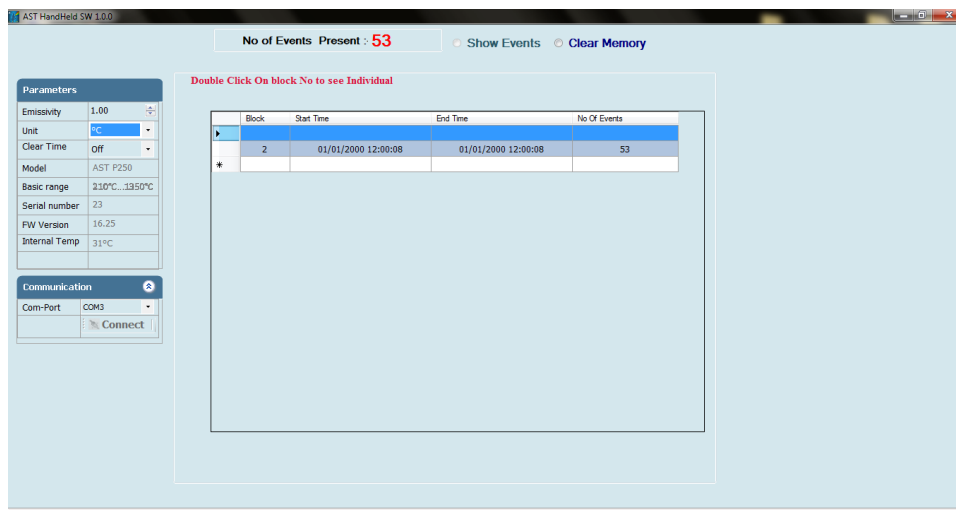 AST HandHeld SW 1.0.0
No of Events Present : 53
Show Events
Clear Memory
Double Click On block No to see Individual
Parameters
Emissivity 1.00
Unit °C
Clear Time Off
Model AST P250
Basic range 210°C...1350°C
Serial number 23
FW Version 16.25
Internal Temp 31°C
Communication
Com-Port COM3
Connect
Block Start Time End Time No Of Events
2 01/01/2000 12:00:08 01/01/2000 12:00:08 53